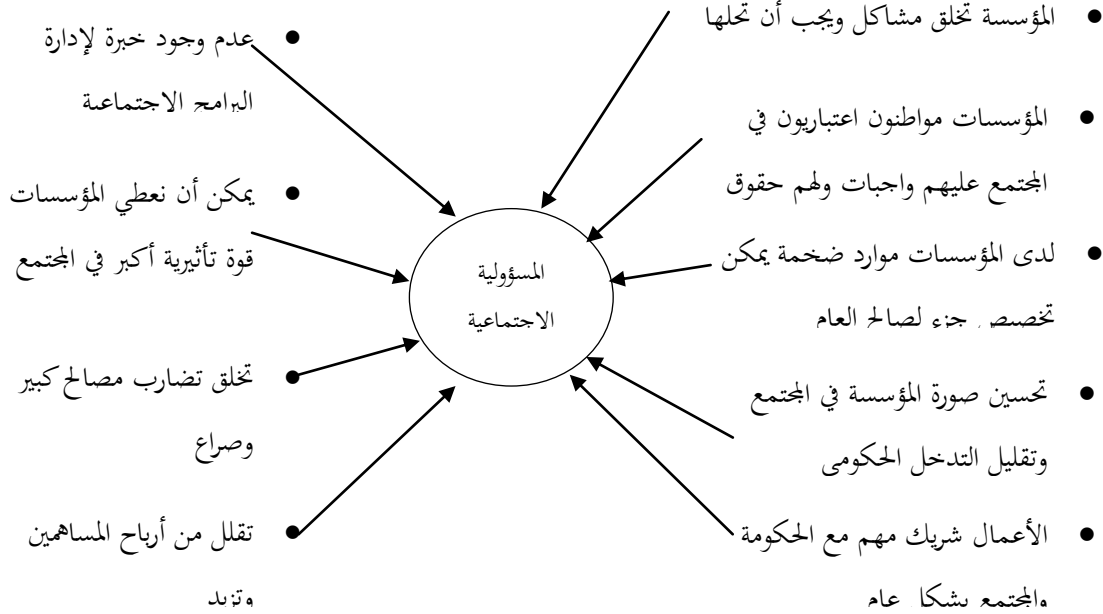 ● المؤسسة تخلق مشاكل ويجب أن تحلها
● المؤسسات مواطنون اعتباريون في
المجتمع عليهم واجبات ولهم حقوق
● لدى المؤسسات موارد ضخمة يمكن
تخصيص جزء لصالح العام
● تحسين صورة المؤسسة في المجتمع
وتقليل التدخل الحكومى
● الأعمال شريك مهم مع الحكومة
والمجتمع بشكل عام
المسؤولية
الاجتماعية
● عدم وجود خبرة لإدارة
البرامج الاجتماعية
● يمكن أن نعطي المؤسسات
قوة تأثيرية أكبر في المجتمع
● تخلق تضارب مصالح كبير
وصراع
● تقلل من أرباح المساهمين
وتزيد